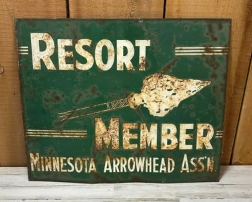 RESORT
MEMBER
MINNESOTA ARROWHEAD ASS'N